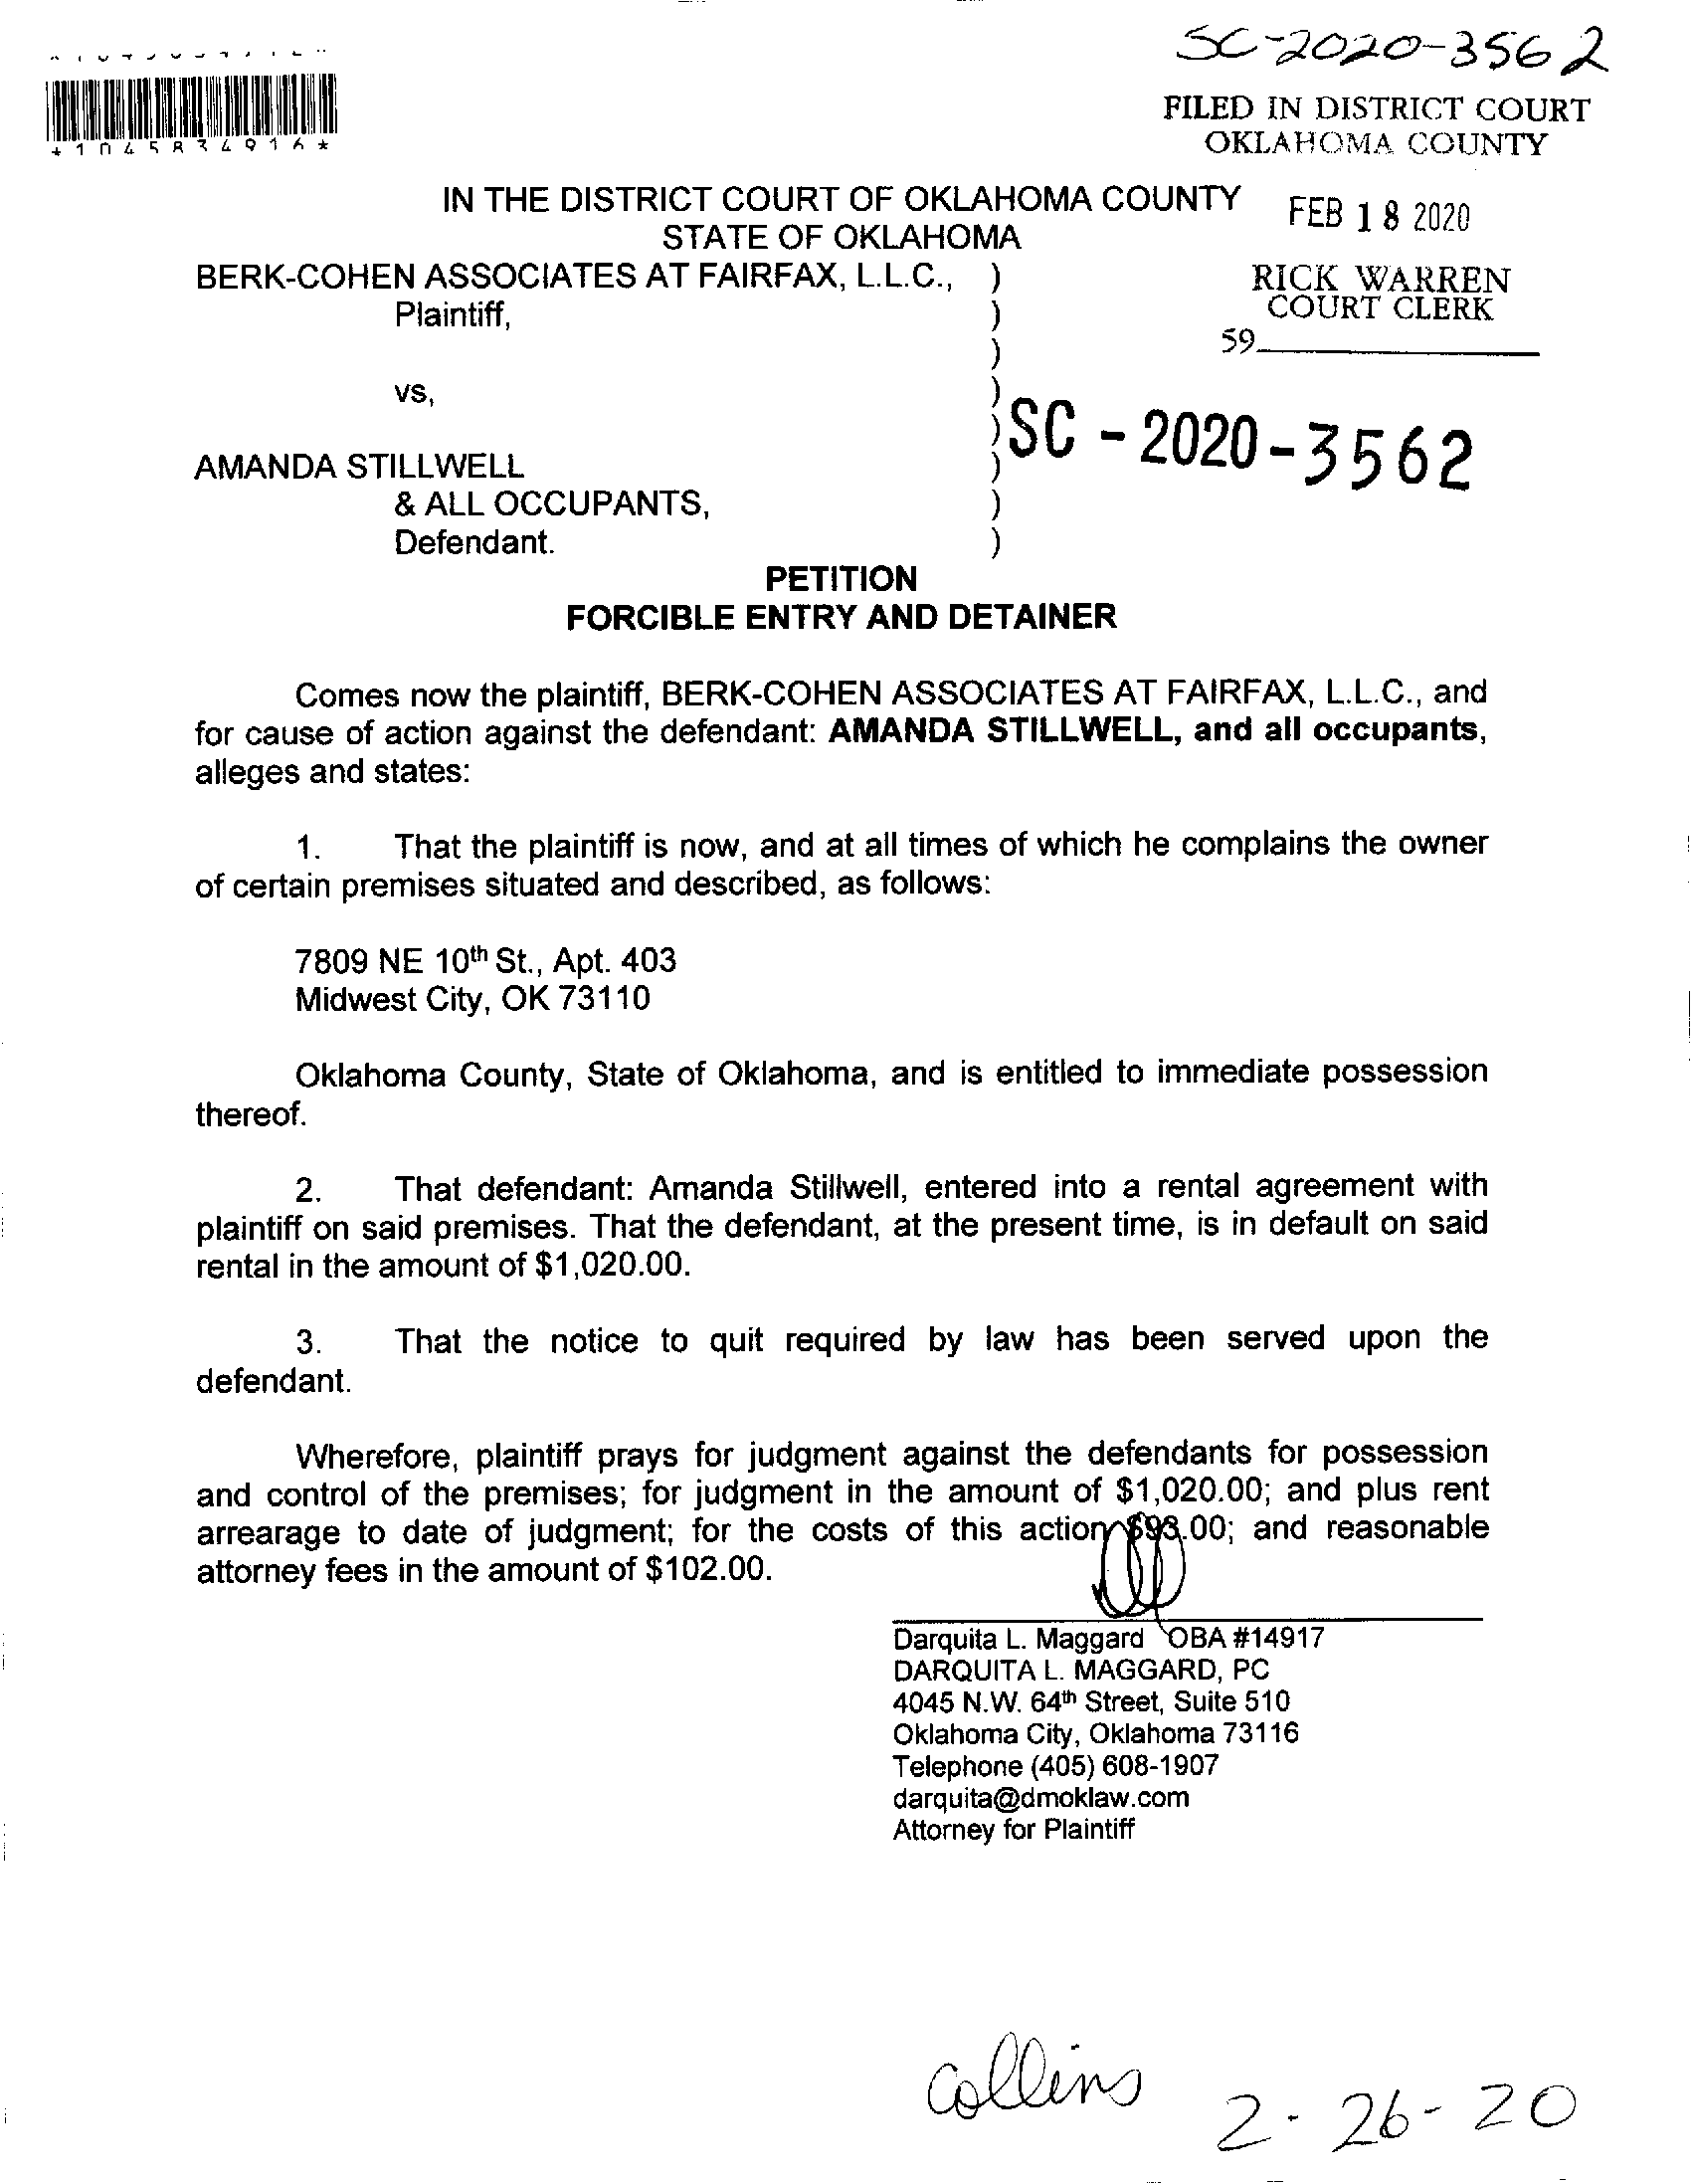 SC-2020-3562
FILED IN DISTRICT COURT
OKLAHOMA COUNTY
*1045834916*
IN THE DISTRICT COURT OF OKLAHOMA COUNTY
FEB 18 2020
STATE OF OKLAHOMA
BERK-COHEN ASSOCIATES AT FAIRFAX, L.L.C., )
RICK WARREN
Plaintiff, )
COURT CLERK
)
59
vs, )
) SC - 2020-3562
AMANDA STILLWELL )
& ALL OCCUPANTS, )
Defendant. )
PETITION
FORCIBLE ENTRY AND DETAINER
Comes now the plaintiff, BERK-COHEN ASSOCIATES AT FAIRFAX, L.L.C., and
for cause of action against the defendant: AMANDA STILLWELL, and all occupants,
alleges and states:
1. That the plaintiff is now, and at all times of which he complains the owner
of certain premises situated and described, as follows:
7809 NE 10th St., Apt. 403
Midwest City, OK 73110
Oklahoma County, State of Oklahoma, and is entitled to immediate possession
thereof.
2. That defendant: Amanda Stillwell, entered into a rental agreement with
plaintiff on said premises. That the defendant, at the present time, is in default on said
rental in the amount of $1,020.00.
3. That the notice to quit required by law has been served upon the
defendant.
Wherefore, plaintiff prays for judgment against the defendants for possession
and control of the premises; for judgment in the amount of $1,020.00; and plus rent
arrearage to date of judgment; for the costs of this action $93.00; and reasonable
attorney fees in the amount of $102.00.
Darquita L. Maggard OBA #14917
DARQUITA L. MAGGARD, PC
4045 N.W. 64th Street, Suite 510
Oklahoma City, Oklahoma 73116
Telephone (405) 608-1907
darquita@dmoklaw.com
Attorney for Plaintiff
Collins
2-26-20